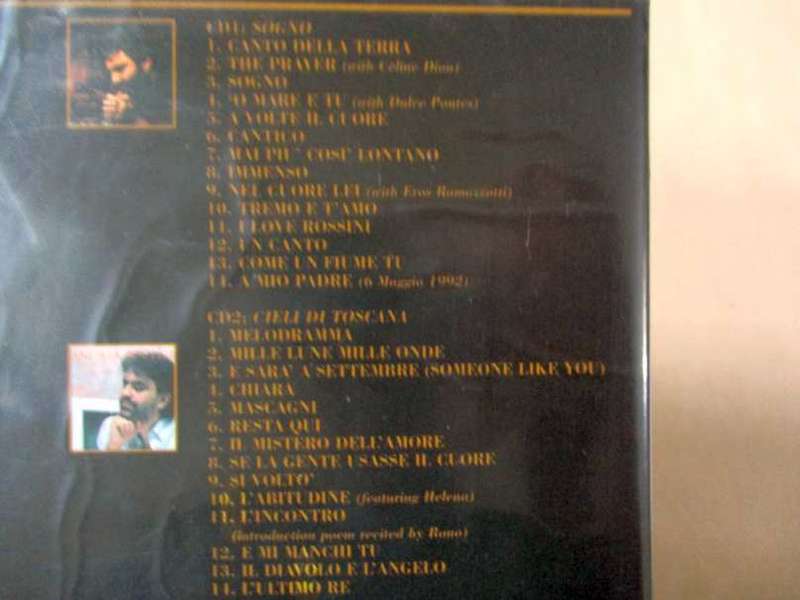 CD1: SOGNO
1. CANTO DELLA TERRA
2. THE PRAYER (with Céline Dion)
3. SOGNO
4. 'O MARE E TU (with Dulce Pontes)
5. A VOLTE IL CUORE
6. CANTICO
7. MAI PIU' COSI' LONTANO
8. IMMENSO
9. NEL CUORE LEI (with Eros Ramazzotti)
10. TREMO E T'AMO
11. I LOVE ROSSINI
12. UN CANTO
13. COME UN FIUME TU
14. A MIO PADRE (6 Maggio 1992)
CD2: CIELI DI TOSCANA
1. MELODRAMMA
2. MILLE LUNE MILLE ONDE
3. E SARA' A SETTEMBRE (SOMEONE LIKE YOU)
4. CHIARA
5. MASCAGNI
6. RESTA QUI
7. IL MISTERO DELL'AMORE
8. SE LA GENTE USASSE IL CUORE
9. SI VOLTO'
10. L'ABITUDINE (featuring Helena)
11. L'INCONTRO
(introduction poem recited by Bono)
12. E MI MANCHI TU
13. IL DIAVOLO E L'ANGELO
14. L'ULTIMO RE